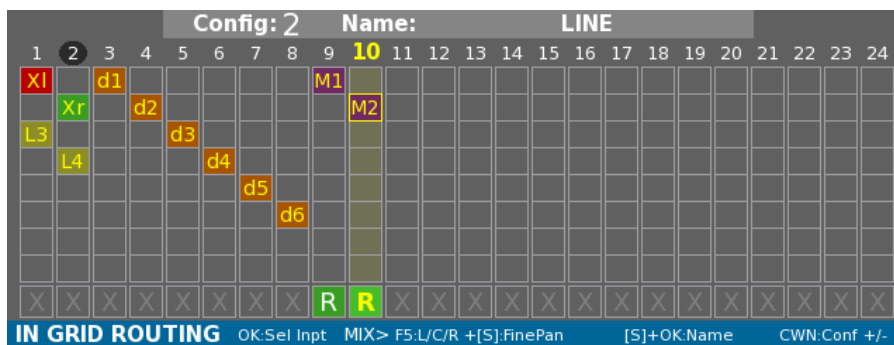 Config: 2 Name: LINE
1 2 3 4 5 6 7 8 9 10 11 12 13 14 15 16 17 18 19 20 21 22 23 24
Xl d1 M1
Xr d2 M2
L3 d3
L4 d4
d5
d6
X X X X X X X X R R X X X X X X X X X X X X X X
IN GRID ROUTING OK:Sel Inpt MIX> F5:L/C/R +[S]:FinePan [S]+OK:Name CWN:Conf +/-